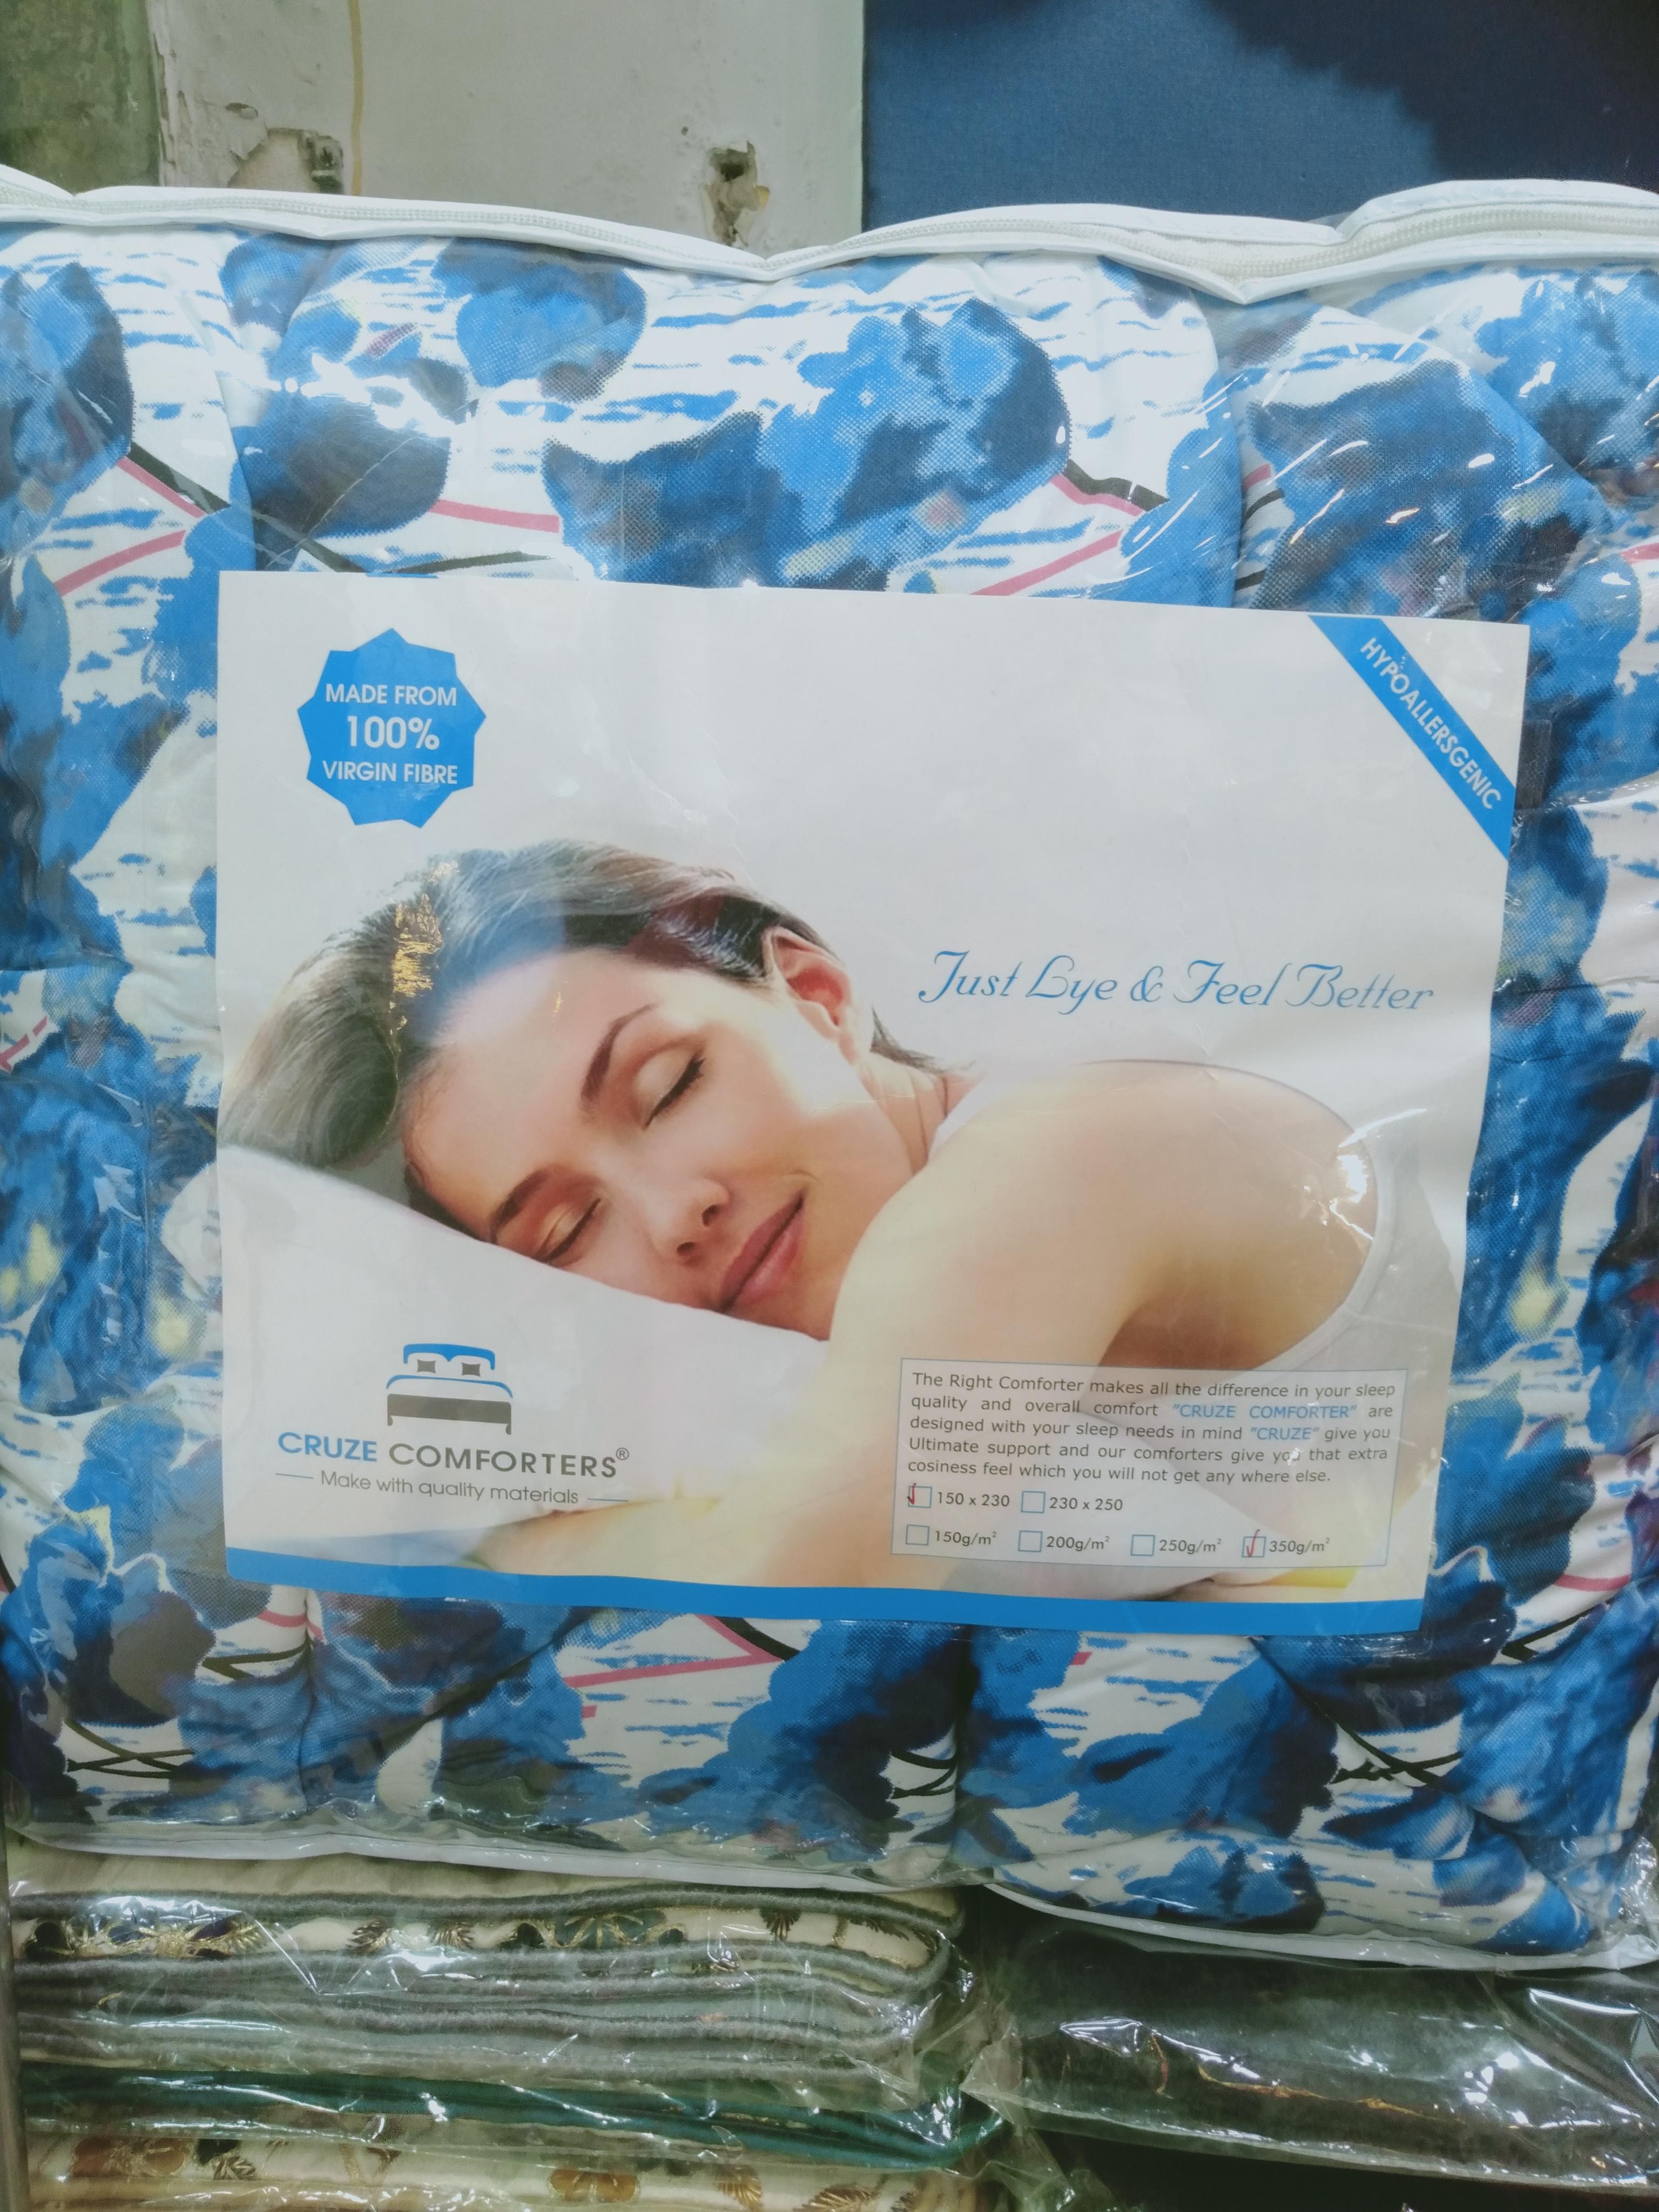 MADE FROM
100%
VIRGIN FIBRE
HYPOALLERSGENIC
Just Lye & Feel Better
CRUZE COMFORTERS®
Make with quality materials
The Right Comforter makes all the difference in your sleep
quality and overall comfort "CRUZE COMFORTER" are
designed with your sleep needs in mind "CRUZE" give you
Ultimate support and our comforters give you that extra
cosiness feel which you will not get any where else.
150 x 230 230 x 250
150g/m² 200g/m² 250g/m² 350g/m²